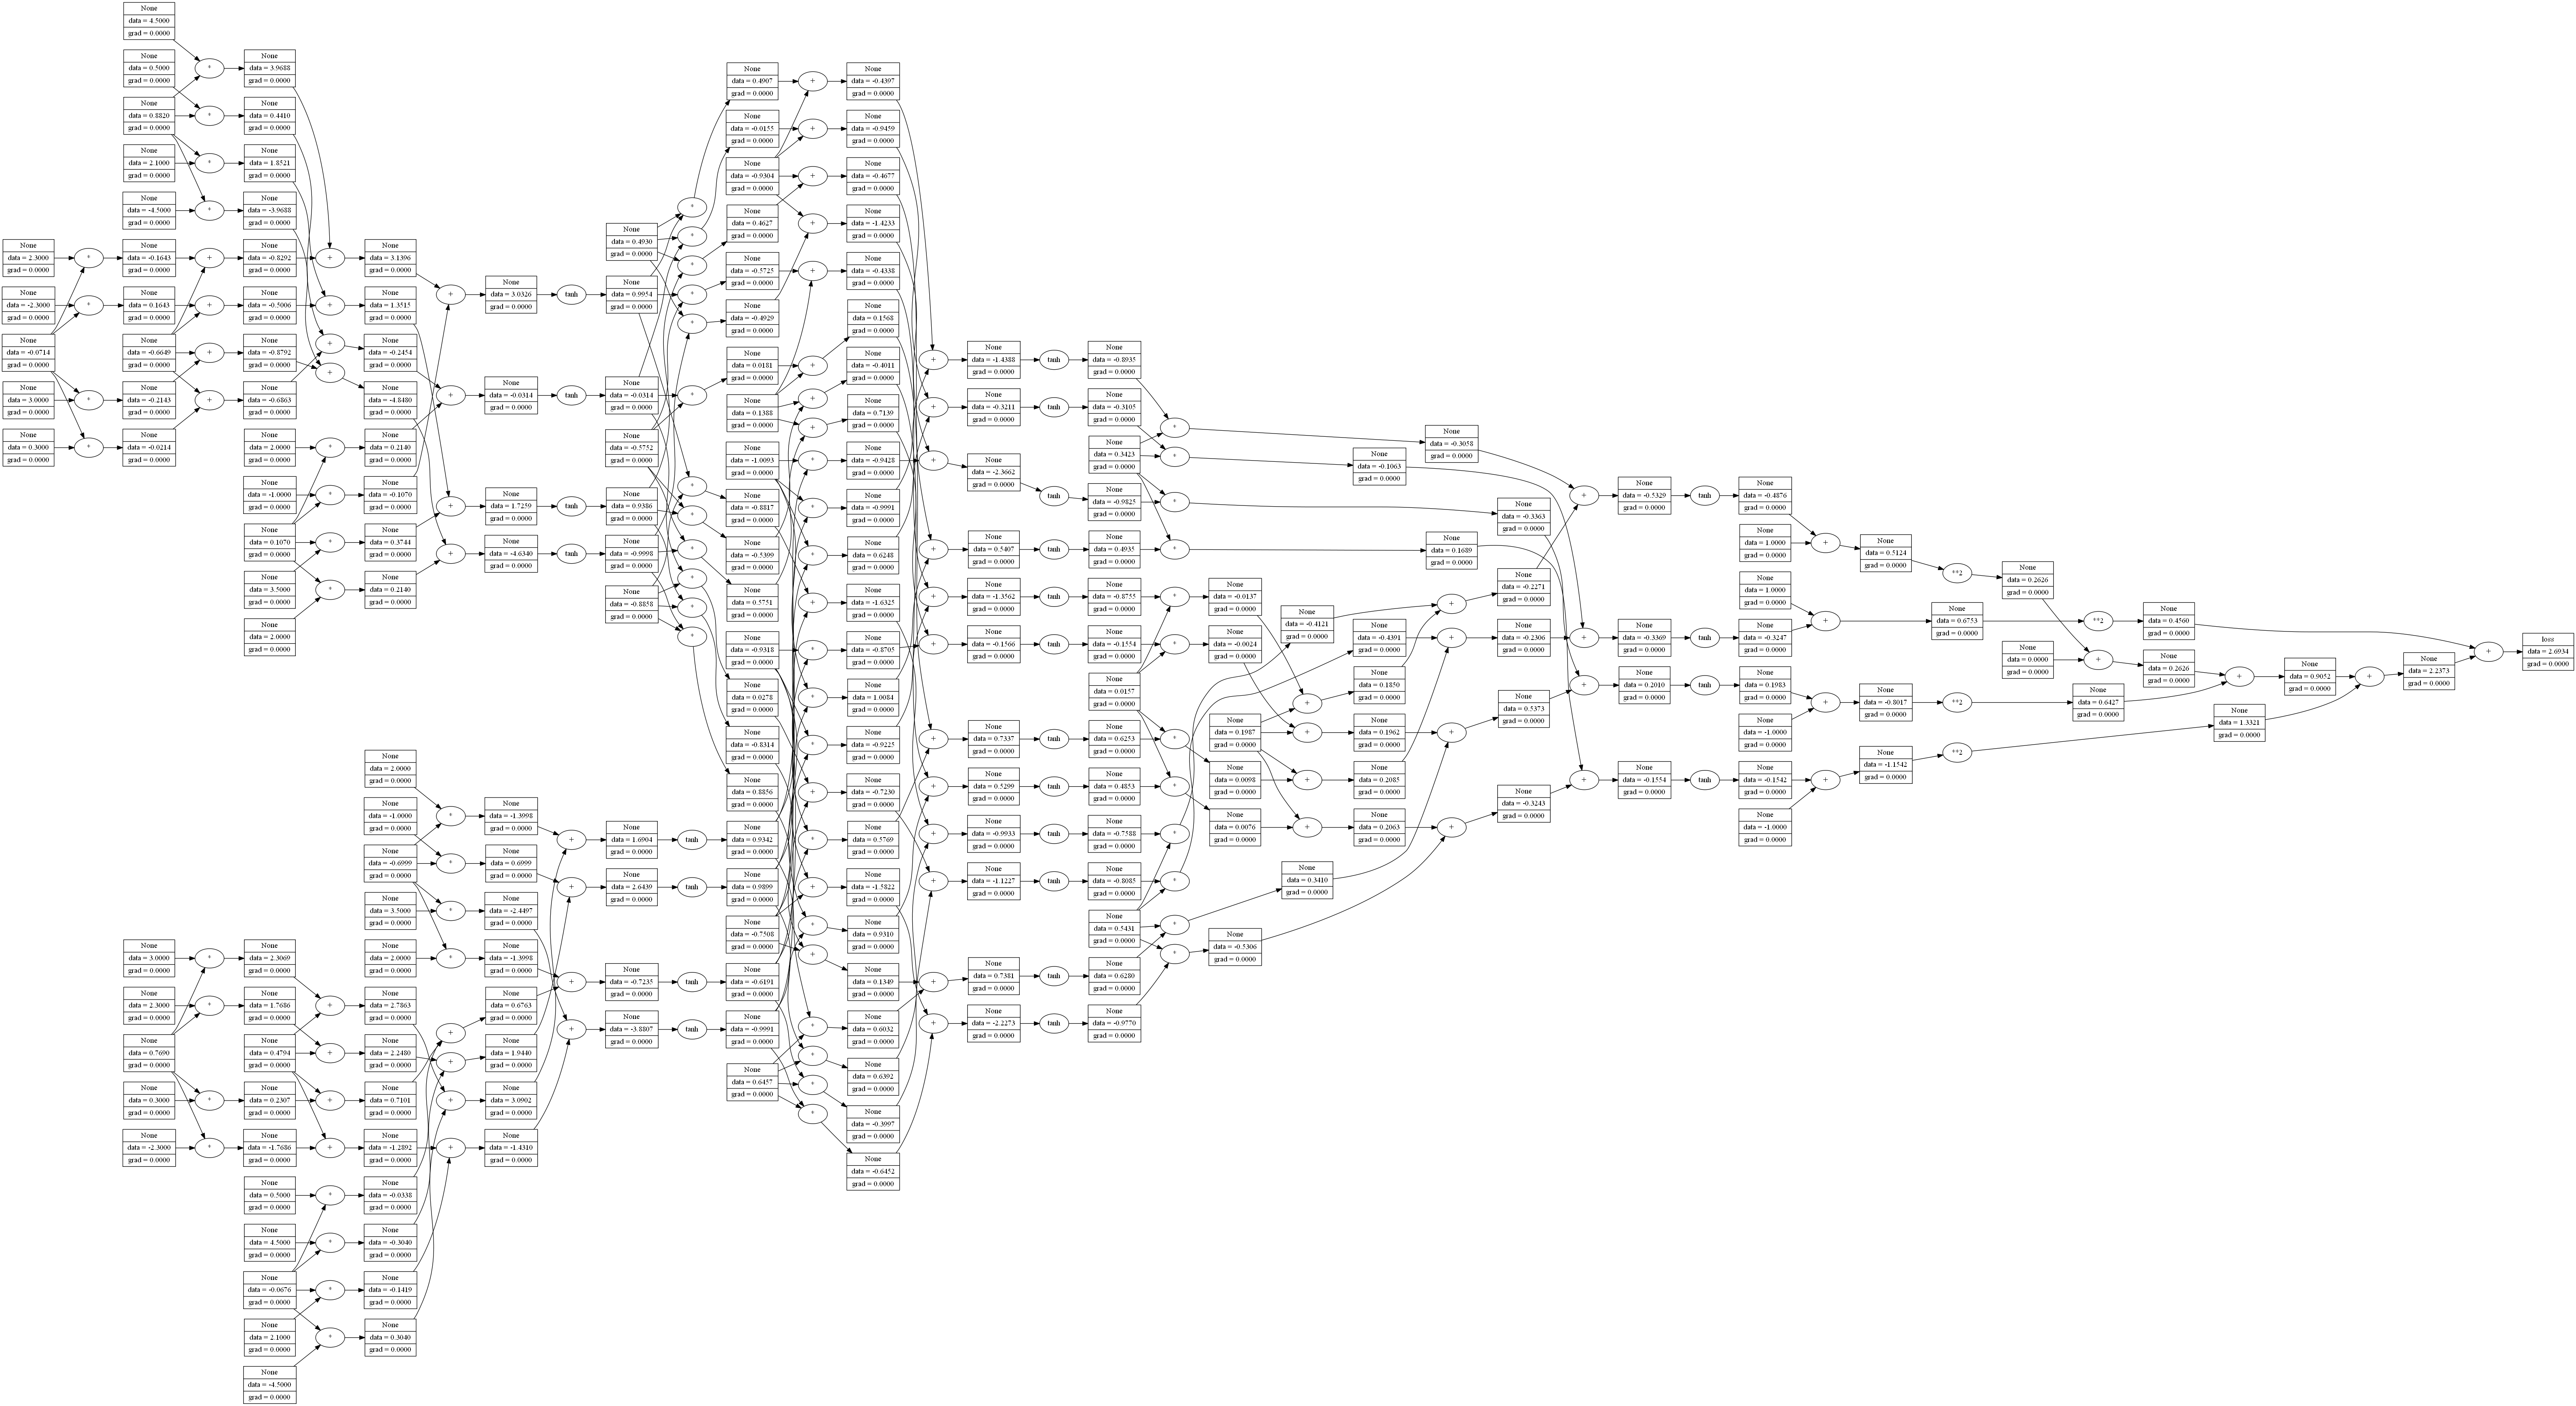 None
data = 2.3000
grad = 0.0000
None
data = -2.3000
grad = 0.0000
None
data = -0.0714
grad = 0.0000
None
data = 3.0000
grad = 0.0000
None
data = 0.3000
grad = 0.0000
*
*
*
*
None
data = 4.5000
grad = 0.0000
None
data = 0.5000
grad = 0.0000
None
data = 0.8820
grad = 0.0000
None
data = 2.1000
grad = 0.0000
None
data = -4.5000
grad = 0.0000
None
data = -0.1643
grad = 0.0000
None
data = 0.1643
grad = 0.0000
None
data = -0.6649
grad = 0.0000
None
data = -0.2143
grad = 0.0000
None
data = -0.0214
grad = 0.0000
None
data = 3.0000
grad = 0.0000
None
data = 2.3000
grad = 0.0000
None
data = 0.7690
grad = 0.0000
None
data = 0.3000
grad = 0.0000
None
data = -2.3000
grad = 0.0000
*
*
*
*
+
+
+
+
*
*
*
*
None
data = 3.9688
grad = 0.0000
None
data = 0.4410
grad = 0.0000
None
data = 1.8521
grad = 0.0000
None
data = -3.9688
grad = 0.0000
None
data = -0.8292
grad = 0.0000
None
data = -0.5006
grad = 0.0000
None
data = -0.8792
grad = 0.0000
None
data = -0.6863
grad = 0.0000
None
data = 2.0000
grad = 0.0000
None
data = -1.0000
grad = 0.0000
None
data = 0.1070
grad = 0.0000
None
data = 3.5000
grad = 0.0000
None
data = 2.0000
grad = 0.0000
None
data = 2.3069
grad = 0.0000
None
data = 1.7686
grad = 0.0000
None
data = 0.4794
grad = 0.0000
None
data = 0.2307
grad = 0.0000
None
data = -1.7686
grad = 0.0000
None
data = 0.5000
grad = 0.0000
None
data = 4.5000
grad = 0.0000
None
data = -0.0676
grad = 0.0000
None
data = 2.1000
grad = 0.0000
None
data = -4.5000
grad = 0.0000
+
+
+
+
*
*
*
*
+
+
+
+
*
*
*
*
None
data = 3.1396
grad = 0.0000
None
data = 1.3515
grad = 0.0000
None
data = -0.2454
grad = 0.0000
None
data = -4.8480
grad = 0.0000
None
data = 0.2140
grad = 0.0000
None
data = -0.1070
grad = 0.0000
None
data = 0.3744
grad = 0.0000
None
data = 0.2140
grad = 0.0000
None
data = 2.0000
grad = 0.0000
None
data = -1.0000
grad = 0.0000
None
data = -0.6999
grad = 0.0000
None
data = 3.5000
grad = 0.0000
None
data = 2.0000
grad = 0.0000
None
data = 2.7863
grad = 0.0000
None
data = 2.2480
grad = 0.0000
None
data = 0.7101
grad = 0.0000
None
data = -1.2892
grad = 0.0000
None
data = -0.0338
grad = 0.0000
None
data = -0.3040
grad = 0.0000
None
data = -0.1419
grad = 0.0000
None
data = 0.3040
grad = 0.0000
+
+
+
+
*
*
*
*
+
+
+
+
None
data = 3.0326
grad = 0.0000
None
data = -0.0314
grad = 0.0000
None
data = 1.7259
grad = 0.0000
None
data = -4.6340
grad = 0.0000
None
data = -1.3998
grad = 0.0000
None
data = 0.6999
grad = 0.0000
None
data = -2.4497
grad = 0.0000
None
data = -1.3998
grad = 0.0000
None
data = 0.6763
grad = 0.0000
None
data = 1.9440
grad = 0.0000
None
data = 3.0902
grad = 0.0000
None
data = -1.4310
grad = 0.0000
tanh
tanh
tanh
tanh
+
+
+
+
None
data = 0.4930
grad = 0.0000
None
data = 0.9954
grad = 0.0000
None
data = -0.0314
grad = 0.0000
None
data = -0.5752
grad = 0.0000
None
data = 0.9386
grad = 0.0000
None
data = -0.9998
grad = 0.0000
None
data = -0.8858
grad = 0.0000
None
data = 1.6904
grad = 0.0000
None
data = 2.6439
grad = 0.0000
None
data = -0.7235
grad = 0.0000
None
data = -3.8807
grad = 0.0000
*
*
*
*
*
*
*
*
*
*
*
*
tanh
tanh
tanh
tanh
None
data = 0.4907
grad = 0.0000
None
data = -0.0155
grad = 0.0000
None
data = -0.9304
grad = 0.0000
None
data = 0.4627
grad = 0.0000
None
data = -0.5725
grad = 0.0000
None
data = -0.4929
grad = 0.0000
None
data = 0.0181
grad = 0.0000
None
data = 0.1388
grad = 0.0000
None
data = -1.0093
grad = 0.0000
None
data = -0.8817
grad = 0.0000
None
data = -0.5399
grad = 0.0000
None
data = 0.5751
grad = 0.0000
None
data = -0.9318
grad = 0.0000
None
data = 0.0278
grad = 0.0000
None
data = -0.8314
grad = 0.0000
None
data = 0.8856
grad = 0.0000
None
data = 0.9342
grad = 0.0000
None
data = 0.9899
grad = 0.0000
None
data = -0.7508
grad = 0.0000
None
data = -0.6191
grad = 0.0000
None
data = -0.9991
grad = 0.0000
None
data = 0.6457
grad = 0.0000
+
+
+
+
+
+
+
+
*
*
*
+
*
*
*
+
*
+
*
+
*
*
*
*
None
data = -0.4397
grad = 0.0000
None
data = -0.9459
grad = 0.0000
None
data = -0.4677
grad = 0.0000
None
data = -1.4233
grad = 0.0000
None
data = -0.4338
grad = 0.0000
None
data = 0.1568
grad = 0.0000
None
data = -0.4011
grad = 0.0000
None
data = 0.7139
grad = 0.0000
None
data = -0.9428
grad = 0.0000
None
data = -0.9991
grad = 0.0000
None
data = 0.6248
grad = 0.0000
None
data = -1.6325
grad = 0.0000
None
data = -0.8705
grad = 0.0000
None
data = 1.0084
grad = 0.0000
None
data = -0.9225
grad = 0.0000
None
data = -0.7230
grad = 0.0000
None
data = 0.5769
grad = 0.0000
None
data = -1.5822
grad = 0.0000
None
data = 0.9310
grad = 0.0000
None
data = 0.1349
grad = 0.0000
None
data = 0.6032
grad = 0.0000
None
data = 0.6392
grad = 0.0000
None
data = -0.3997
grad = 0.0000
None
data = -0.6452
grad = 0.0000
+
+
+
+
+
+
+
+
+
+
+
+
None
data = -1.4388
grad = 0.0000
None
data = -0.3211
grad = 0.0000
None
data = -2.3662
grad = 0.0000
None
data = 0.5407
grad = 0.0000
None
data = -1.3562
grad = 0.0000
None
data = -0.1566
grad = 0.0000
None
data = 0.7337
grad = 0.0000
None
data = 0.5299
grad = 0.0000
None
data = -0.9933
grad = 0.0000
None
data = -1.1227
grad = 0.0000
None
data = 0.7381
grad = 0.0000
None
data = -2.2273
grad = 0.0000
tanh
tanh
tanh
tanh
tanh
tanh
tanh
tanh
tanh
tanh
tanh
tanh
None
data = -0.8935
grad = 0.0000
None
data = -0.3105
grad = 0.0000
None
data = 0.3423
grad = 0.0000
None
data = -0.9825
grad = 0.0000
None
data = 0.4935
grad = 0.0000
None
data = -0.8755
grad = 0.0000
None
data = -0.1554
grad = 0.0000
None
data = 0.0157
grad = 0.0000
None
data = 0.6253
grad = 0.0000
None
data = 0.4853
grad = 0.0000
None
data = -0.7588
grad = 0.0000
None
data = -0.8085
grad = 0.0000
None
data = 0.5431
grad = 0.0000
None
data = 0.6280
grad = 0.0000
None
data = -0.9770
grad = 0.0000
*
*
*
*
*
*
*
*
*
*
*
*
None
data = -0.0137
grad = 0.0000
None
data = -0.0024
grad = 0.0000
None
data = 0.1987
grad = 0.0000
None
data = 0.0098
grad = 0.0000
None
data = 0.0076
grad = 0.0000
None
data = -0.5306
grad = 0.0000
None
data = -0.4121
grad = 0.0000
+
+
+
+
None
data = 0.3410
grad = 0.0000
None
data = -0.1063
grad = 0.0000
None
data = -0.4391
grad = 0.0000
None
data = 0.1850
grad = 0.0000
None
data = 0.1962
grad = 0.0000
None
data = 0.2085
grad = 0.0000
None
data = 0.2063
grad = 0.0000
None
data = -0.3058
grad = 0.0000
None
data = 0.1689
grad = 0.0000
+
+
+
+
None
data = -0.3363
grad = 0.0000
None
data = -0.2271
grad = 0.0000
None
data = -0.2306
grad = 0.0000
None
data = 0.5373
grad = 0.0000
None
data = -0.3243
grad = 0.0000
+
+
+
+
None
data = -0.5329
grad = 0.0000
None
data = -0.3369
grad = 0.0000
None
data = 0.2010
grad = 0.0000
None
data = -0.1554
grad = 0.0000
tanh
tanh
tanh
tanh
None
data = -0.4876
grad = 0.0000
None
data = 1.0000
grad = 0.0000
None
data = 1.0000
grad = 0.0000
None
data = -0.3247
grad = 0.0000
None
data = 0.1983
grad = 0.0000
None
data = -1.0000
grad = 0.0000
None
data = -0.1542
grad = 0.0000
None
data = -1.0000
grad = 0.0000
+
+
+
+
None
data = 0.5124
grad = 0.0000
None
data = -0.8017
grad = 0.0000
None
data = -1.1542
grad = 0.0000
None
data = 0.6753
grad = 0.0000
**2
**2
**2
None
data = 0.2626
grad = 0.0000
None
data = 0.0000
grad = 0.0000
**2
+
None
data = 0.6427
grad = 0.0000
None
data = 0.4560
grad = 0.0000
None
data = 0.2626
grad = 0.0000
None
data = 1.3321
grad = 0.0000
+
None
data = 0.9052
grad = 0.0000
+
None
data = 2.2373
grad = 0.0000
+
loss
data = 2.6934
grad = 0.0000